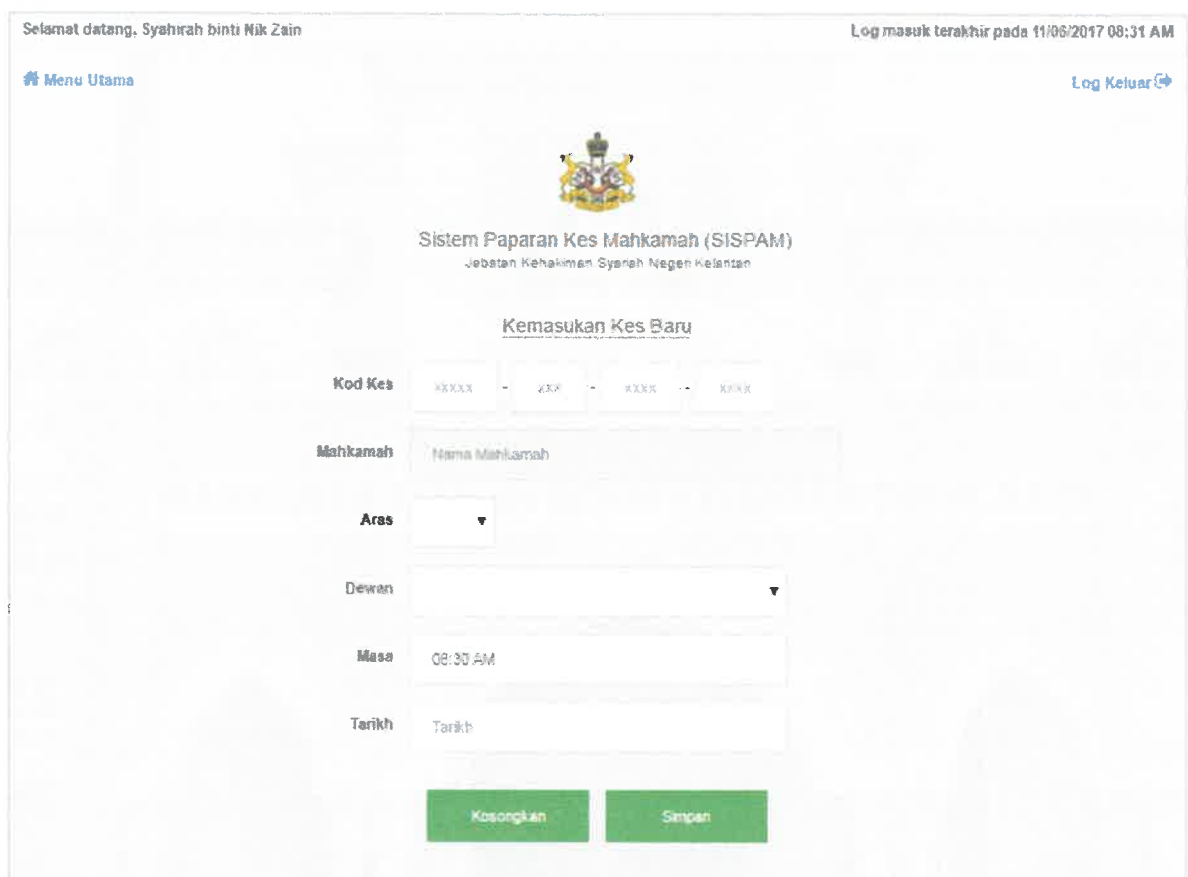 Selamat datang, Syahirah binti Nik Zain
Log masuk terakhir pada 11/06/2017 08:31 AM
Menu Utama
Log Keluar
Sistem Paparan Kes Mahkamah (SISPAM)
Jabatan Kehakiman Syariah Negeri Kelantan
Kemasukan Kes Baru
Kod Kes xxxxx - xxx - xxxx - xxxx
Mahkamah Nama Mahkamah
Aras
Dewan
Masa 08:30 AM
Tarikh Tarikh
Kosongkan Simpan